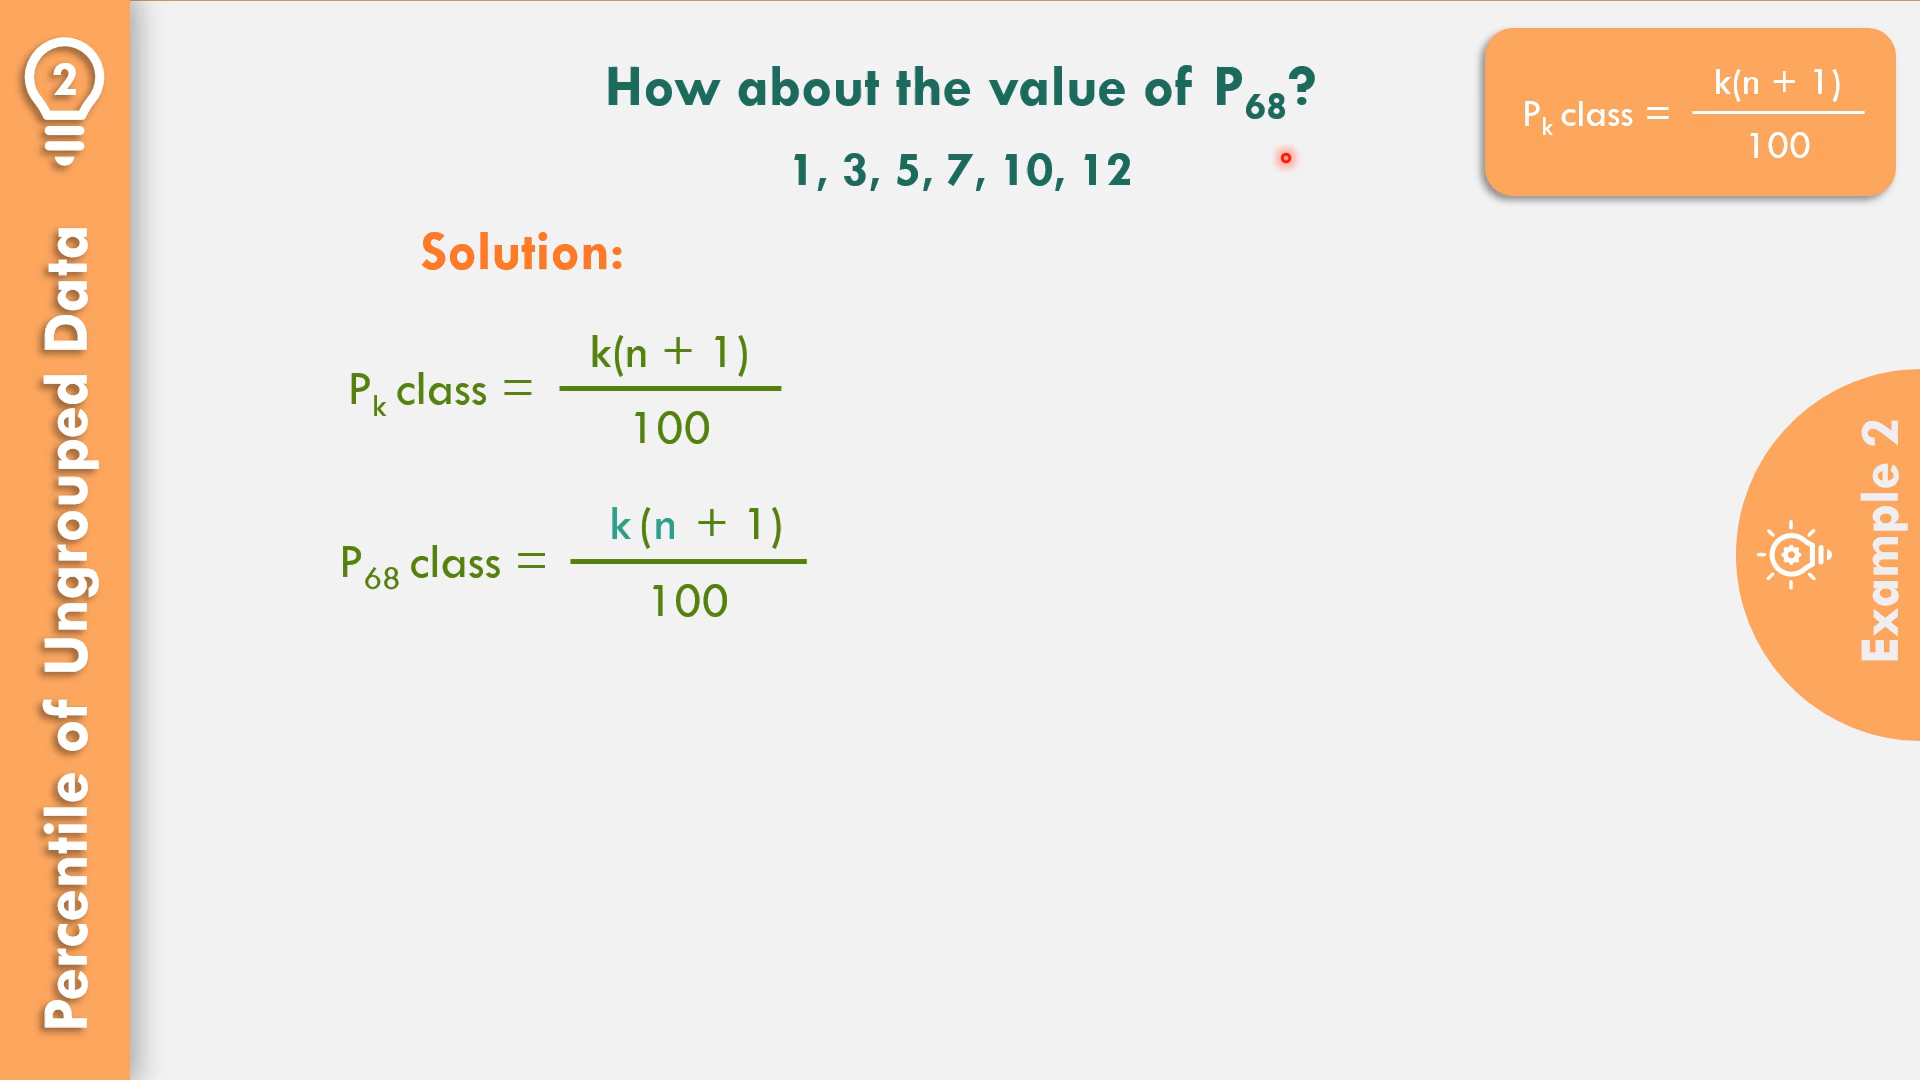 2
Percentile of Ungrouped Data
How about the value of P₆₈?
1, 3, 5, 7, 10, 12
Pₖ class = k(n + 1)
100
Solution:
Pₖ class = k(n + 1)
100
P₆₈ class = k (n + 1)
100
Example 2